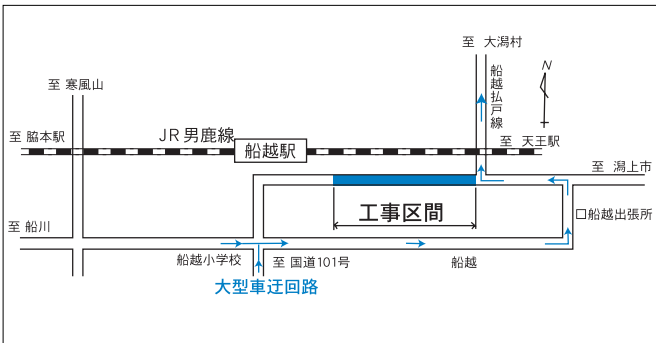 至 大潟村
N
船越払戸線
至 寒風山
JR男鹿線
至 脇本駅
船越駅
至 天王駅
至 潟上市
工事区間
船越出張所
至 船川
船越小学校
至 国道101号
船越
大型車迂回路